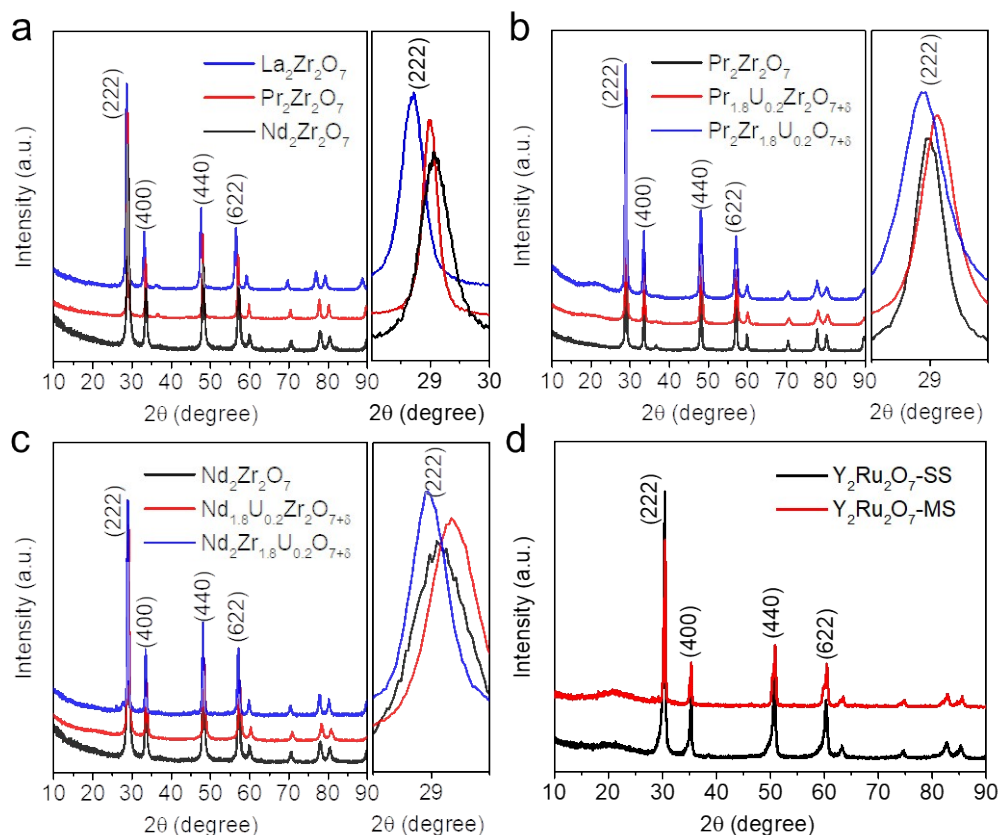 a
Intensity (a.u.)
(222)
(400)
(440)
(622)
La₂Zr₂O₇
Pr₂Zr₂O₇
Nd₂Zr₂O₇
10 20 30 40 50 60 70 80 90
2θ (degree)
(222)
29 30
2θ (degree)
b
Intensity (a.u.)
(222)
(400)
(440)
(622)
Pr₂Zr₂O₇
Pr₁.₈U₀.₂Zr₂O₇₊δ
Pr₂Zr₁.₈U₀.₂O₇₊δ
10 20 30 40 50 60 70 80 90
2θ (degree)
(222)
29
2θ (degree)
c
Intensity (a.u.)
(222)
(400)
(440)
(622)
Nd₂Zr₂O₇
Nd₁.₈U₀.₂Zr₂O₇₊δ
Nd₂Zr₁.₈U₀.₂O₇₊δ
10 20 30 40 50 60 70 80 90
2θ (degree)
(222)
29
2θ (degree)
d
Intensity (a.u.)
(222)
(400)
(440)
(622)
Y₂Ru₂O₇-SS
Y₂Ru₂O₇-MS
10 20 30 40 50 60 70 80 90
2θ (degree)